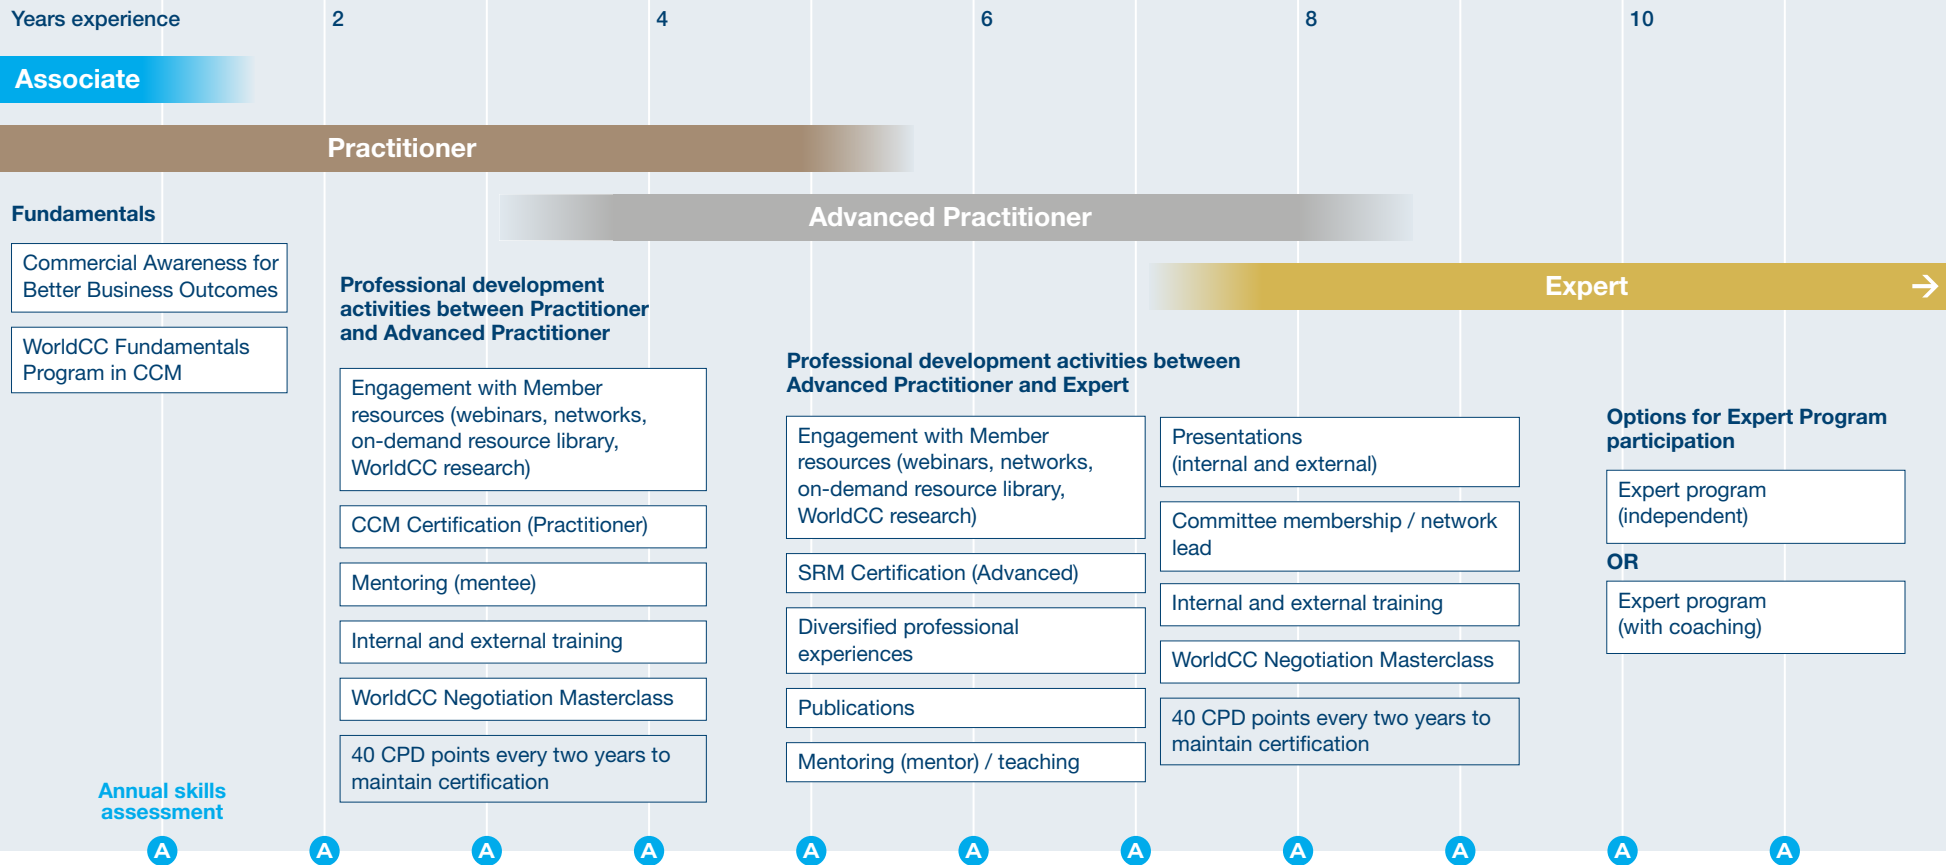 Years experience
2
4
6
8
10
Associate
Practitioner
Advanced Practitioner
Expert
Fundamentals
Commercial Awareness for
Better Business Outcomes
WorldCC Fundamentals
Program in CCM
Professional development
activities between Practitioner
and Advanced Practitioner
Engagement with Member
resources (webinars, networks,
on-demand resource library,
WorldCC research)
CCM Certification (Practitioner)
Mentoring (mentee)
Internal and external training
WorldCC Negotiation Masterclass
40 CPD points every two years to
maintain certification
Professional development activities between
Advanced Practitioner and Expert
Engagement with Member
resources (webinars, networks,
on-demand resource library,
WorldCC research)
SRM Certification (Advanced)
Diversified professional
experiences
Publications
Mentoring (mentor) / teaching
Presentations
(internal and external)
Committee membership / network
lead
Internal and external training
WorldCC Negotiation Masterclass
40 CPD points every two years to
maintain certification
Options for Expert Program
participation
Expert program
(independent)
OR
Expert program
(with coaching)
Annual skills
assessment
A
A
A
A
A
A
A
A
A
A
A